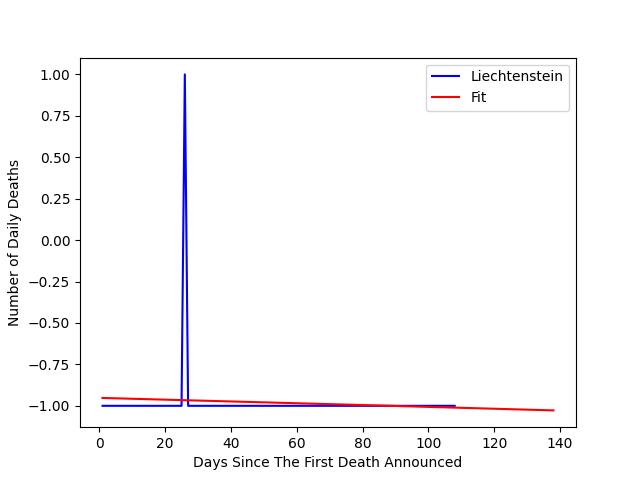 Liechtenstein
Fit
Number of Daily Deaths
1.00
0.75
0.50
0.25
0.00
−0.25
−0.50
−0.75
−1.00
0 20 40 60 80 100 120 140
Days Since The First Death Announced